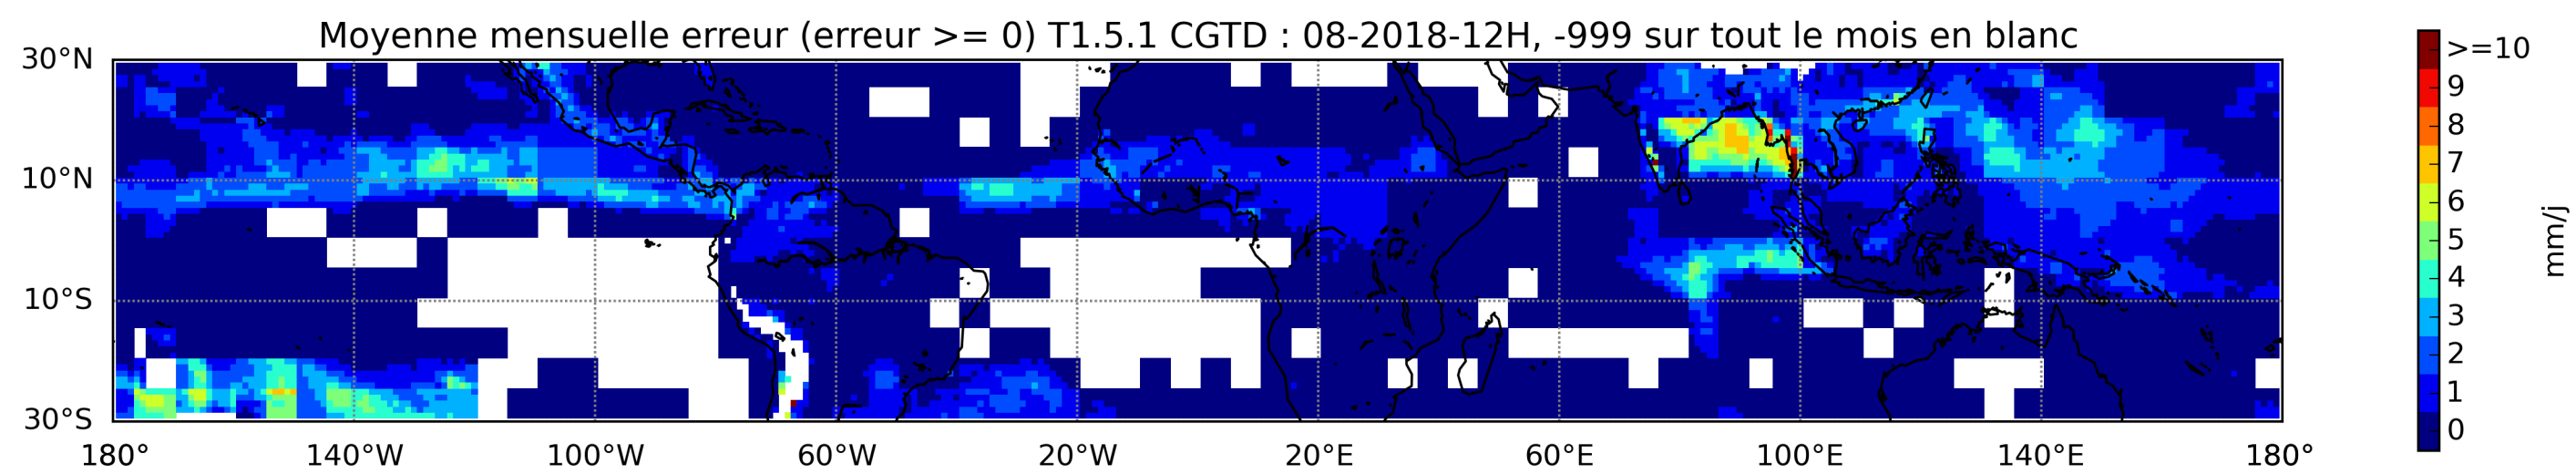 Moyenne mensuelle erreur (erreur >= 0) T1.5.1 CGTD : 08-2018-12H, -999 sur tout le mois en blanc
30°N
10°N
10°S
30°S
180° 140°W 100°W 60°W 20°W 20°E 60°E 100°E 140°E 180°
>=10
9
8
7
6
5
4
3
2
1
0
mm/j